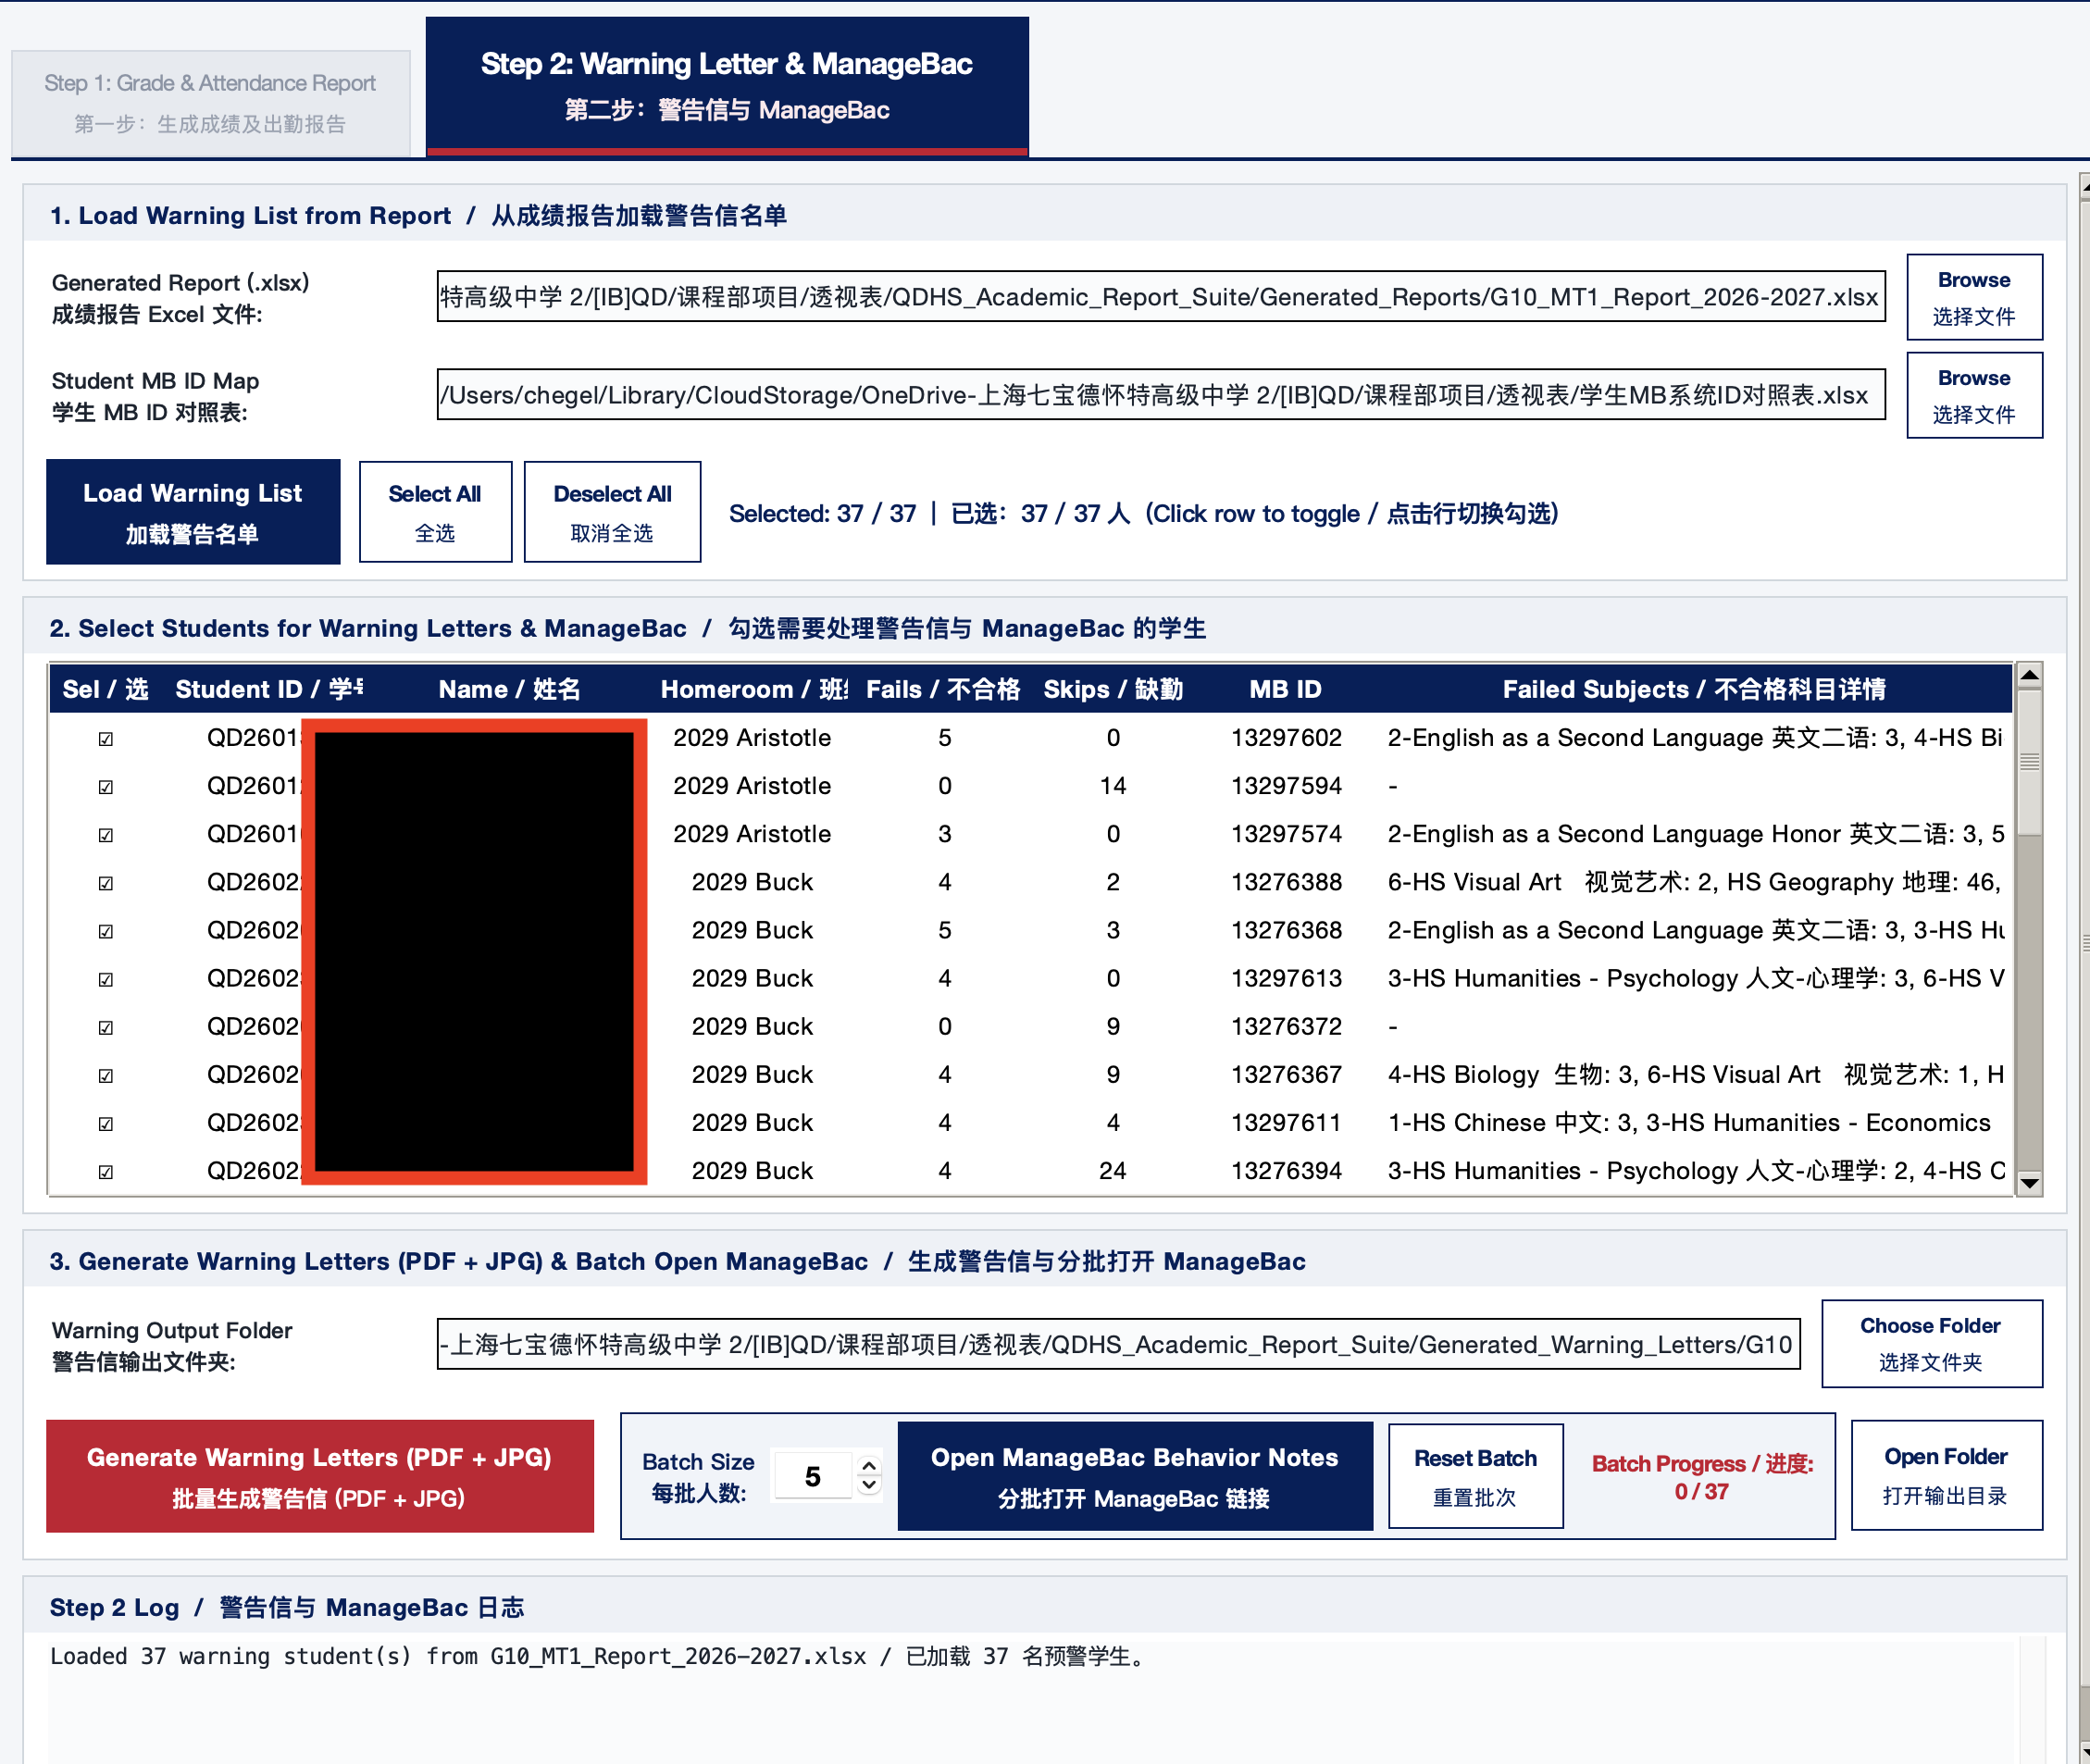 Step 1: Grade & Attendance Report
第一步：生成成绩及出勤报告
Step 2: Warning Letter & ManageBac
第二步：警告信与 ManageBac
1. Load Warning List from Report / 从成绩报告加载警告信名单
Generated Report (.xlsx)
成绩报告 Excel 文件:
特高级中学 2/[IB]QD/课程部项目/透视表/QDHS_Academic_Report_Suite/Generated_Reports/G10_MT1_Report_2026-2027.xlsx
Browse
选择文件
Student MB ID Map
学生 MB ID 对照表:
/Users/chegel/Library/CloudStorage/OneDrive-上海七宝德怀特高级中学 2/[IB]QD/课程部项目/透视表/学生MB系统ID对照表.xlsx
Browse
选择文件
Load Warning List
加载警告名单
Select All
全选
Deselect All
取消全选
Selected: 37 / 37 | 已选：37 / 37 人 (Click row to toggle / 点击行切换勾选)
2. Select Students for Warning Letters & ManageBac / 勾选需要处理警告信与 ManageBac 的学生
Sel / 选 Student ID / 学 Name / 姓名 Homeroom / 班 Fails / 不合格 Skips / 缺勤 MB ID Failed Subjects / 不合格科目详情
QD2601 2029 Aristotle 5 0 13297602 2-English as a Second Language 英文二语: 3, 4-HS Bi
QD2601 2029 Aristotle 0 14 13297594 -
QD2601 2029 Aristotle 3 0 13297574 2-English as a Second Language Honor 英文二语: 3, 5
QD2602 2029 Buck 4 2 13276388 6-HS Visual Art 视觉艺术: 2, HS Geography 地理: 46,
QD2602 2029 Buck 5 3 13276368 2-English as a Second Language 英文二语: 3, 3-HS Hu
QD2602 2029 Buck 4 0 13297613 3-HS Humanities - Psychology 人文-心理学: 3, 6-HS V
QD2602 2029 Buck 0 9 13276372 -
QD2602 2029 Buck 4 9 13276367 4-HS Biology 生物: 3, 6-HS Visual Art 视觉艺术: 1, H
QD2602 2029 Buck 4 4 13297611 1-HS Chinese 中文: 3, 3-HS Humanities - Economics
QD2602 2029 Buck 4 24 13276394 3-HS Humanities - Psychology 人文-心理学: 2, 4-HS C
3. Generate Warning Letters (PDF + JPG) & Batch Open ManageBac / 生成警告信与分批打开 ManageBac
Warning Output Folder
警告信输出文件夹:
-上海七宝德怀特高级中学 2/[IB]QD/课程部项目/透视表/QDHS_Academic_Report_Suite/Generated_Warning_Letters/G10
Choose Folder
选择文件夹
Generate Warning Letters (PDF + JPG)
批量生成警告信 (PDF + JPG)
Batch Size
每批人数:
5
Open ManageBac Behavior Notes
分批打开 ManageBac 链接
Reset Batch
重置批次
Batch Progress / 进度:
0 / 37
Open Folder
打开输出目录
Step 2 Log / 警告信与 ManageBac 日志
Loaded 37 warning student(s) from G10_MT1_Report_2026-2027.xlsx / 已加载 37 名预警学生。